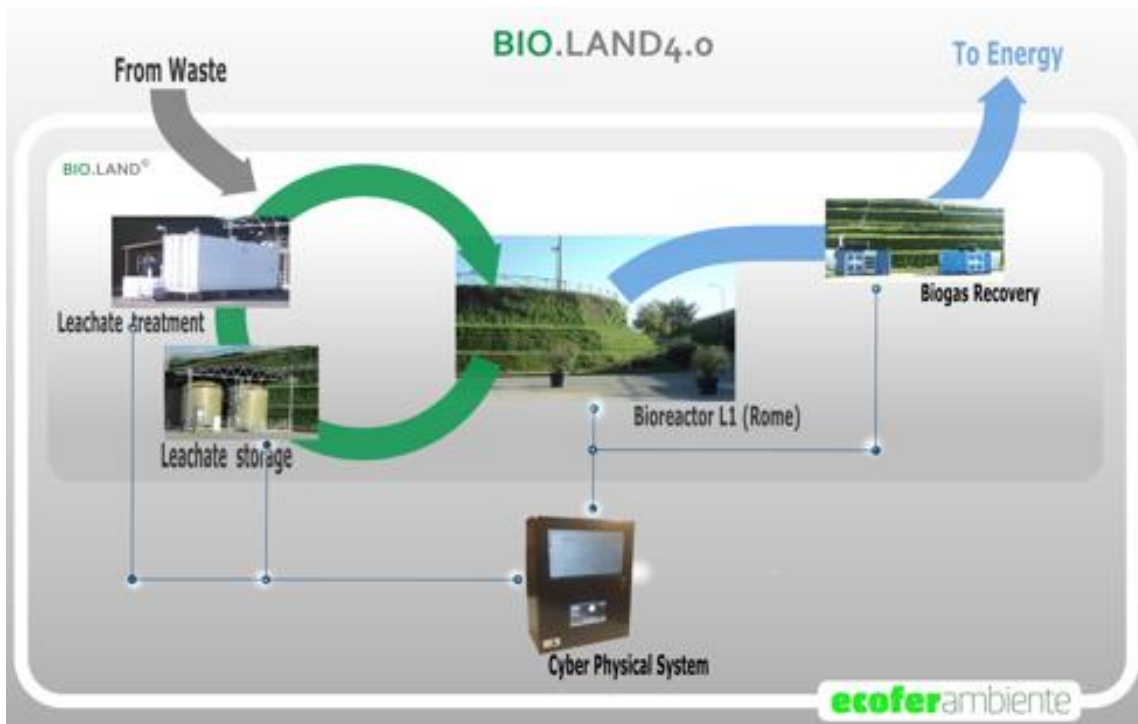 BIO.LAND4.0
From Waste
To Energy
BIO.LAND©
Leachate treatment
Biogas Recovery
Leachate storage
Bioreactor L1 (Rome)
Cyber Physical System
ecoferambiente